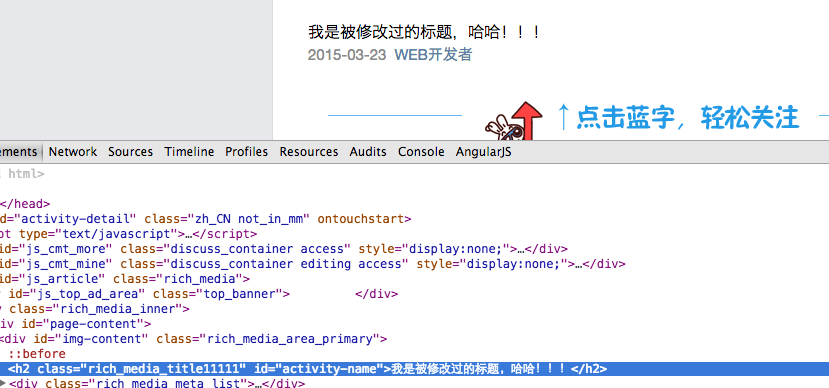 我是被修改过的标题，哈哈！！！
2015-03-23 WEB开发者
↑点击蓝字，轻松关注
ements Network Sources Timeline Profiles Resources Audits Console AngularJS
html>
</head>
id="activity-detail" class="zh_CN not_in_mm" ontouchstart>
pt type="text/javascript">…</script>
id="js_cmt_more" class="discuss_container access" style="display:none;">…</div>
id="js_cmt_mine" class="discuss_container editing access" style="display:none;">…</div>
id="js_article" class="rich_media">
id="js_top_ad_area" class="top_banner"> </div>
class="rich_media_inner">
iv id="page-content">
<div id="img-content" class="rich_media_area_primary">
::before
<h2 class="rich_media_title11111" id="activity-name">我是被修改过的标题，哈哈！！！</h2>
<div class="rich_media_meta_list">…</div>